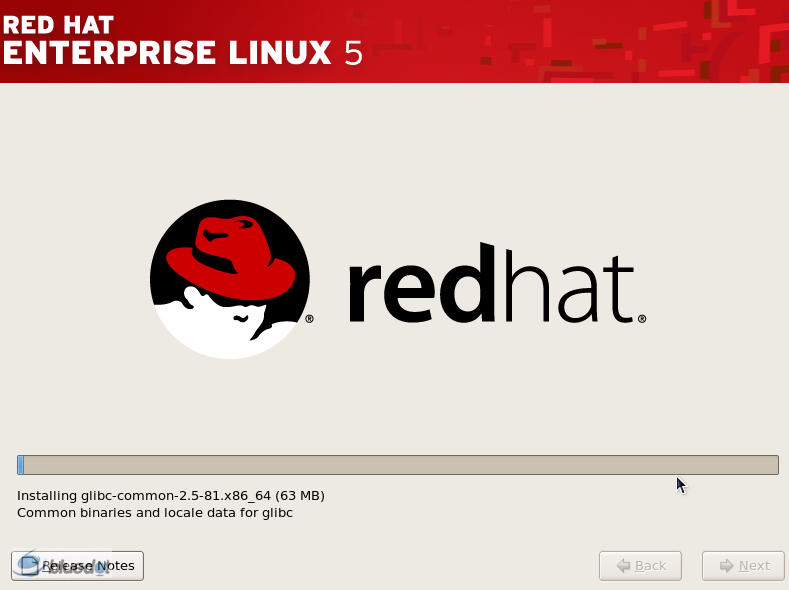 RED HAT
ENTERPRISE LINUX 5
redhat®
Installing glibc-common-2.5-81.x86_64 (63 MB)
Common binaries and locale data for glibc
Release Notes
Back
Next